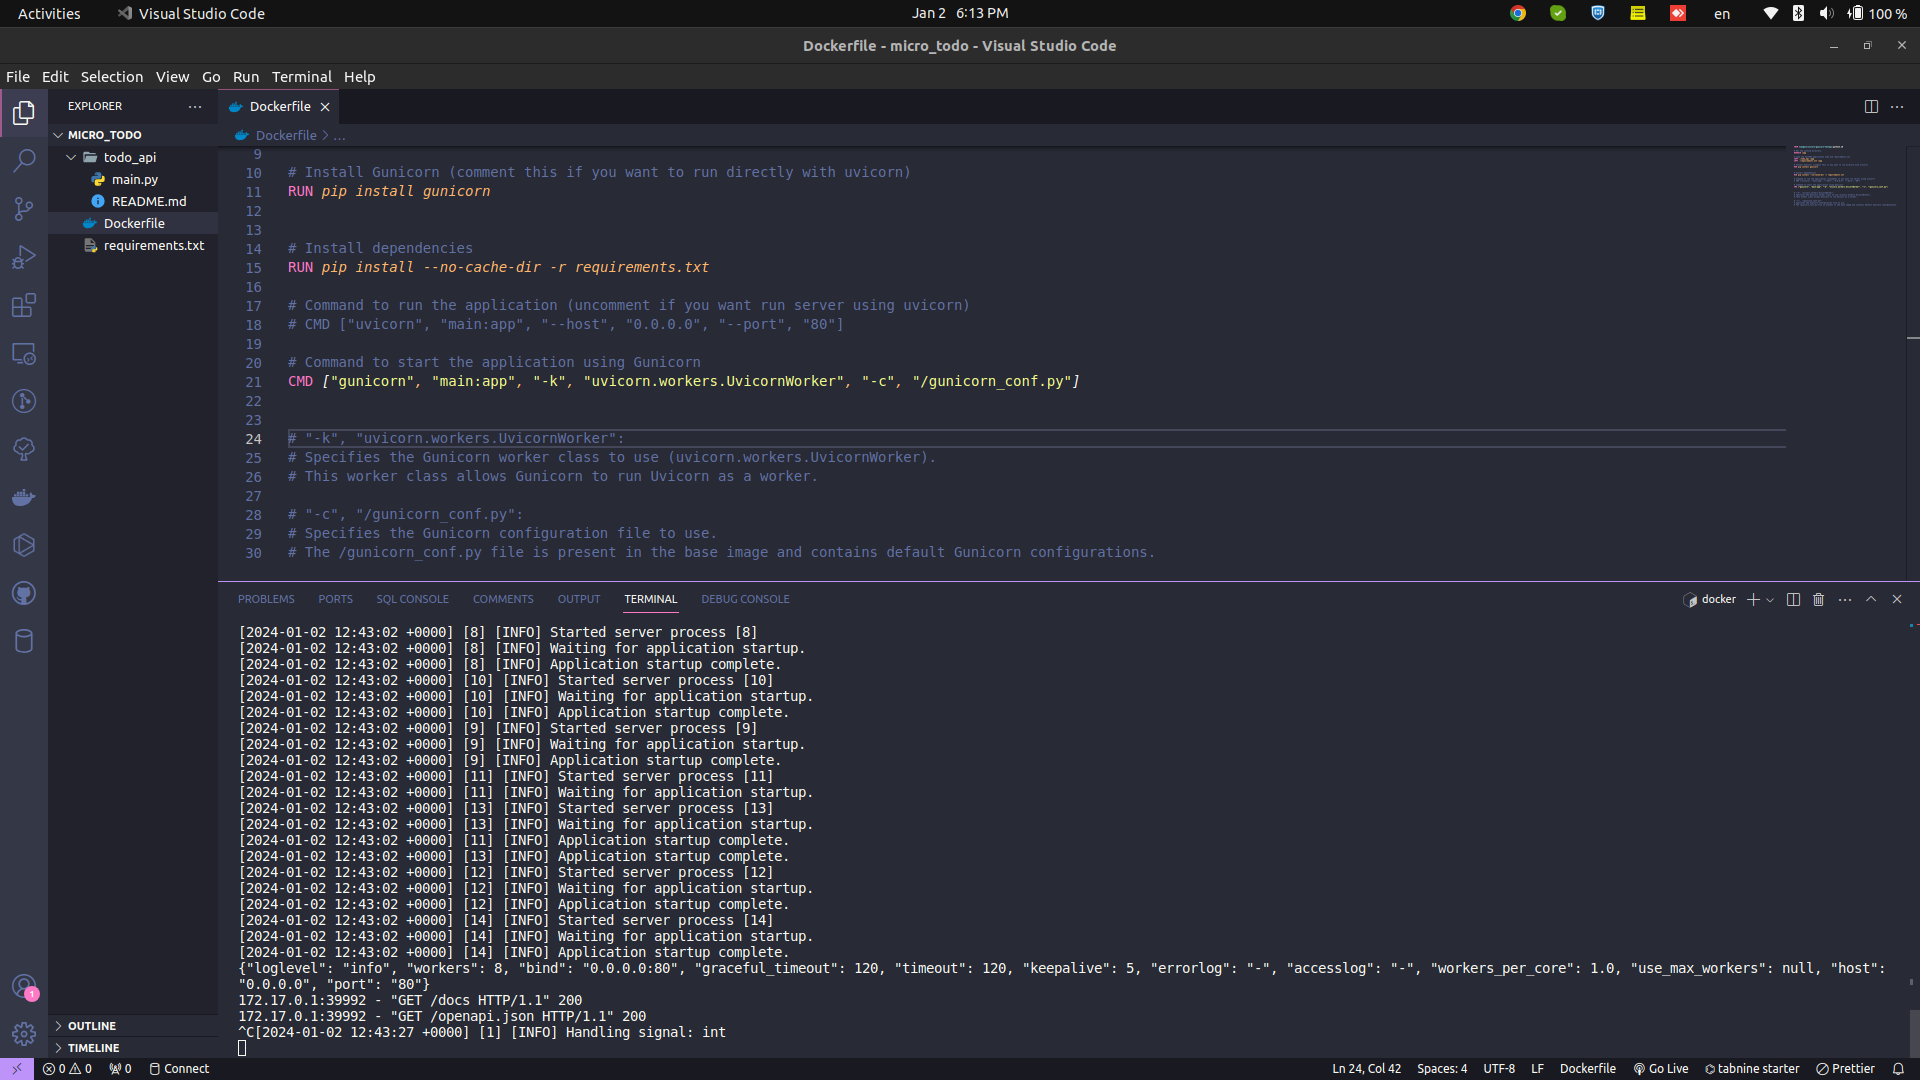 Activities Visual Studio Code Jan 2 6:13 PM en 100 %
Dockerfile - micro_todo - Visual Studio Code
File Edit Selection View Go Run Terminal Help
EXPLORER
MICRO_TODO
todo_api
main.py
README.md
Dockerfile
requirements.txt
OUTLINE
TIMELINE
1
Dockerfile
Dockerfile > ...
9
10 # Install Gunicorn (comment this if you want to run directly with uvicorn)
11 RUN pip install gunicorn
12
13
14 # Install dependencies
15 RUN pip install --no-cache-dir -r requirements.txt
16
17 # Command to run the application (uncomment if you want run server using uvicorn)
18 # CMD ["uvicorn", "main:app", "--host", "0.0.0.0", "--port", "80"]
19
20 # Command to start the application using Gunicorn
21 CMD ["gunicorn", "main:app", "-k", "uvicorn.workers.UvicornWorker", "-c", "/gunicorn_conf.py"]
22
23
24 # "-k", "uvicorn.workers.UvicornWorker":
25 # Specifies the Gunicorn worker class to use (uvicorn.workers.UvicornWorker).
26 # This worker class allows Gunicorn to run Uvicorn as a worker.
27
28 # "-c", "/gunicorn_conf.py":
29 # Specifies the Gunicorn configuration file to use.
30 # The /gunicorn_conf.py file is present in the base image and contains default Gunicorn configurations.
PROBLEMS PORTS SQL CONSOLE COMMENTS OUTPUT TERMINAL DEBUG CONSOLE docker
[2024-01-02 12:43:02 +0000] [8] [INFO] Started server process [8]
[2024-01-02 12:43:02 +0000] [8] [INFO] Waiting for application startup.
[2024-01-02 12:43:02 +0000] [8] [INFO] Application startup complete.
[2024-01-02 12:43:02 +0000] [10] [INFO] Started server process [10]
[2024-01-02 12:43:02 +0000] [10] [INFO] Waiting for application startup.
[2024-01-02 12:43:02 +0000] [10] [INFO] Application startup complete.
[2024-01-02 12:43:02 +0000] [9] [INFO] Started server process [9]
[2024-01-02 12:43:02 +0000] [9] [INFO] Waiting for application startup.
[2024-01-02 12:43:02 +0000] [9] [INFO] Application startup complete.
[2024-01-02 12:43:02 +0000] [11] [INFO] Started server process [11]
[2024-01-02 12:43:02 +0000] [11] [INFO] Waiting for application startup.
[2024-01-02 12:43:02 +0000] [13] [INFO] Started server process [13]
[2024-01-02 12:43:02 +0000] [13] [INFO] Waiting for application startup.
[2024-01-02 12:43:02 +0000] [11] [INFO] Application startup complete.
[2024-01-02 12:43:02 +0000] [13] [INFO] Application startup complete.
[2024-01-02 12:43:02 +0000] [12] [INFO] Started server process [12]
[2024-01-02 12:43:02 +0000] [12] [INFO] Waiting for application startup.
[2024-01-02 12:43:02 +0000] [12] [INFO] Application startup complete.
[2024-01-02 12:43:02 +0000] [14] [INFO] Started server process [14]
[2024-01-02 12:43:02 +0000] [14] [INFO] Waiting for application startup.
[2024-01-02 12:43:02 +0000] [14] [INFO] Application startup complete.
{"loglevel": "info", "workers": 8, "bind": "0.0.0.0:80", "graceful_timeout": 120, "timeout": 120, "keepalive": 5, "errorlog": "-", "accesslog": "-", "workers_per_core": 1.0, "use_max_workers": null, "host":
"0.0.0.0", "port": "80"}
172.17.0.1:39992 - "GET /docs HTTP/1.1" 200
172.17.0.1:39992 - "GET /openapi.json HTTP/1.1" 200
^C[2024-01-02 12:43:27 +0000] [1] [INFO] Handling signal: int
0 0 0 Connect Ln 24, Col 42 Spaces: 4 UTF-8 LF Dockerfile Go Live tabnine starter Prettier